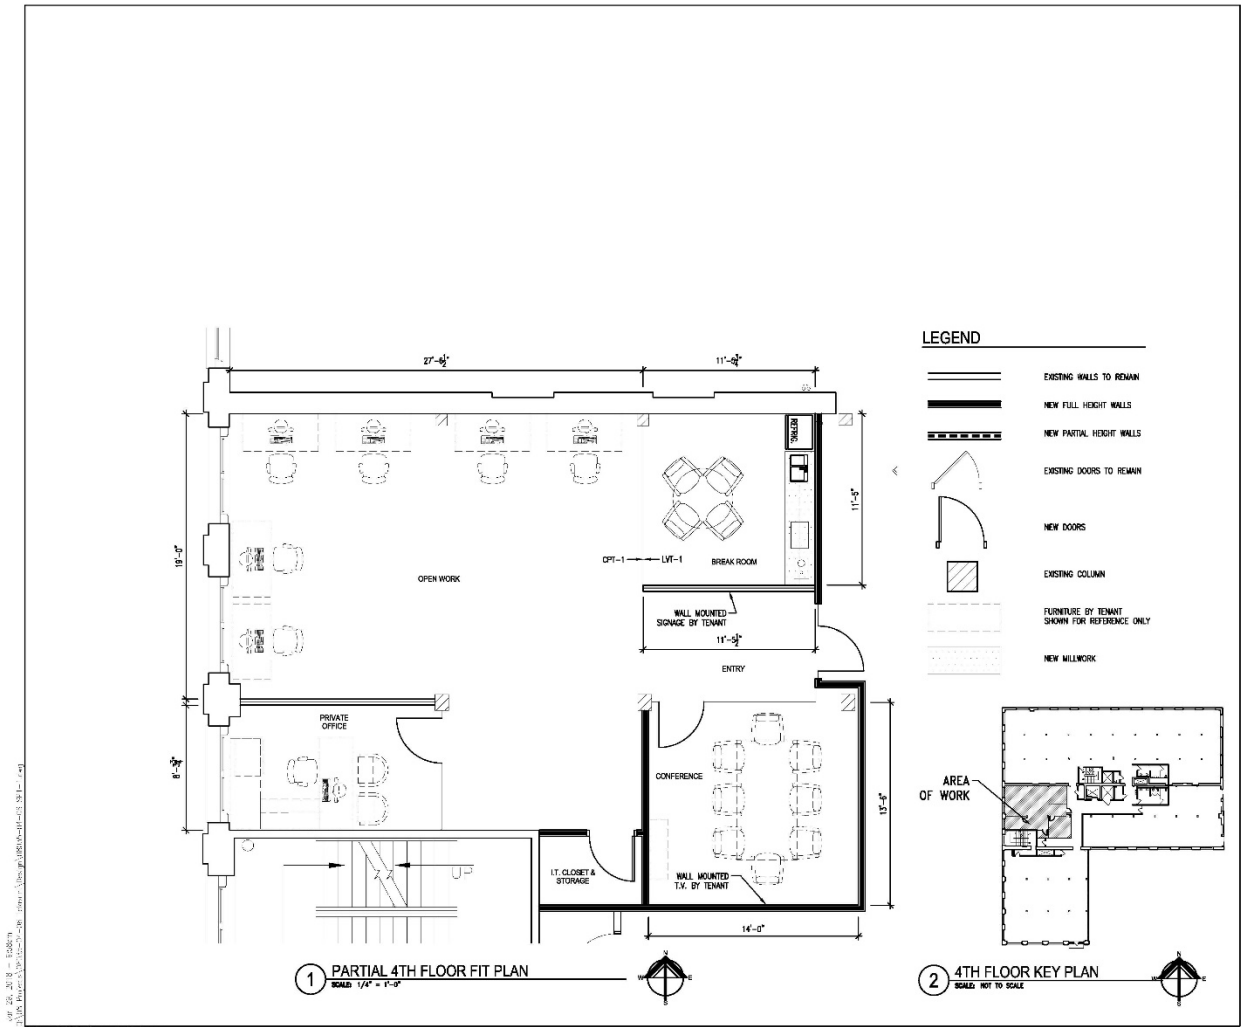 27'-6½"
11'-5¾"
19'-0"
8'-3¾"
REFRIG.
11'-5"
CPT-1
LVT-1
BREAK ROOM
OPEN WORK
WALL MOUNTED
SIGNAGE BY TENANT
11'-5½"
ENTRY
PRIVATE
OFFICE
CONFERENCE
13'-6"
I.T. CLOSET &
STORAGE
WALL MOUNTED
T.V. BY TENANT
UP
14'-0"
1
PARTIAL 4TH FLOOR FIT PLAN
SCALE: 1/4" = 1'-0"
N
W
E
S
LEGEND
EXISTING WALLS TO REMAIN
NEW FULL HEIGHT WALLS
NEW PARTIAL HEIGHT WALLS
EXISTING DOORS TO REMAIN
NEW DOORS
EXISTING COLUMN
FURNITURE BY TENANT
SHOWN FOR REFERENCE ONLY
NEW MILLWORK
AREA
OF WORK
2
4TH FLOOR KEY PLAN
SCALE: NOT TO SCALE
N
W
E
S